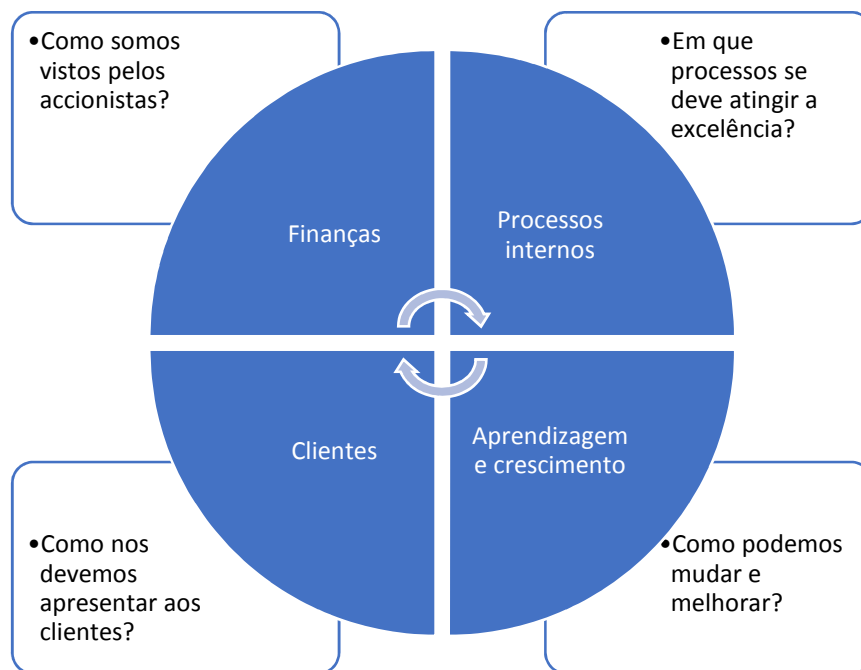 •Como somos
vistos pelos
accionistas?
•Em que
processos se
deve atingir a
excelência?
Finanças
Processos
internos
Clientes
Aprendizagem
e crescimento
•Como nos
devemos
apresentar aos
clientes?
•Como podemos
mudar e
melhorar?